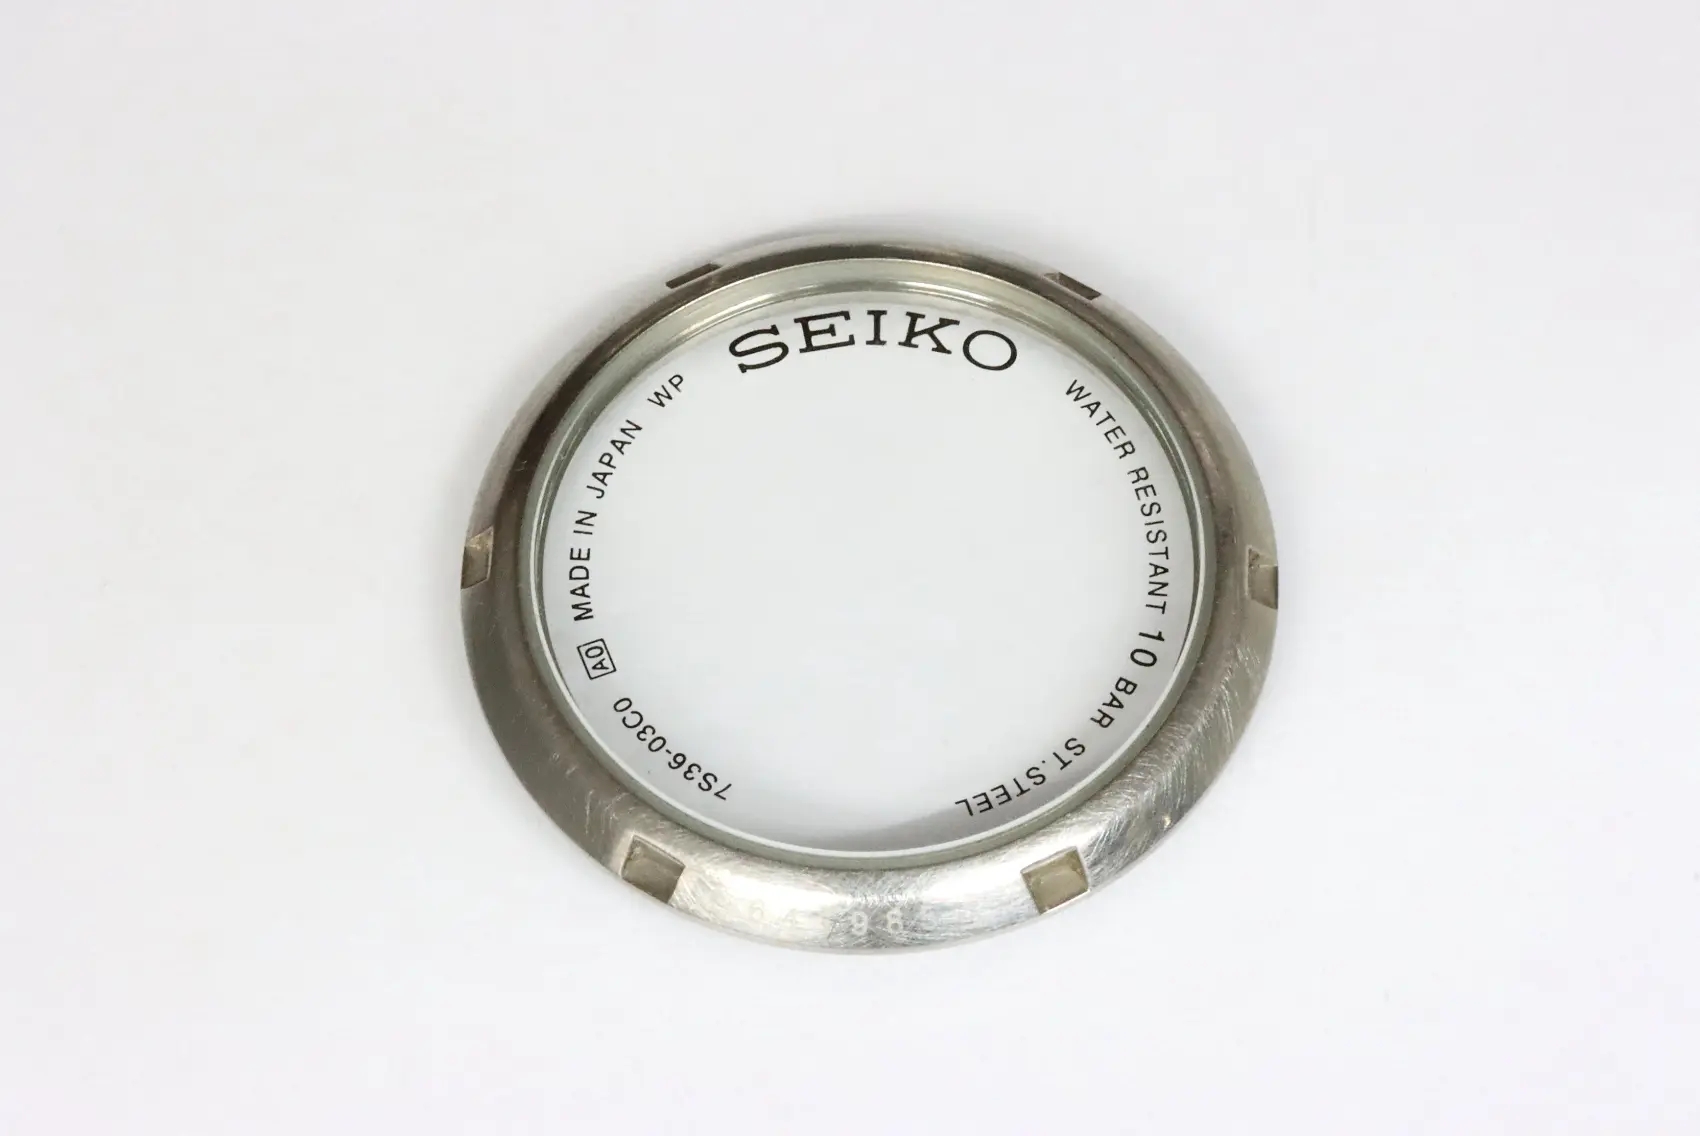 SEIKO
WATER RESISTANT 10 BAR ST.STEEL
7S36-03C0 A0 MADE IN JAPAN WP